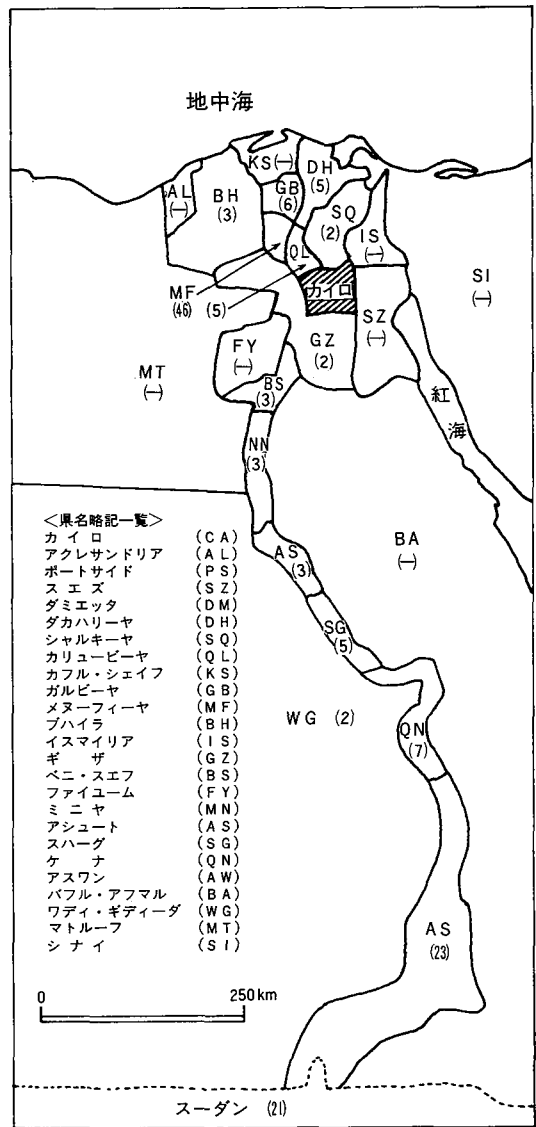 地中海
KS(─)
DH
(5)
AL
(─)
BH
(3)
GB
(6)
SQ
(2)
IS
(─)
QL
MF
(46)
(5)
カイロ
SZ
(─)
SI
(─)
GZ
(2)
FY
(─)
MT
(─)
BS
(3)
紅海
NN
(3)
BA
(─)
AS
(3)
SG
(5)
WG (2)
QN
(7)
AS
(23)
<県名略記一覧>
カイロ (CA)
アクレサンドリア (AL)
ポートサイド (PS)
スエズ (SZ)
ダミエッタ (DM)
ダカハリーヤ (DH)
シャルキーヤ (SQ)
カリュービーヤ (QL)
カフル・シェイフ (KS)
ガルビーヤ (GB)
メヌーフィーヤ (MF)
ブハイラ (BH)
イスマイリア (IS)
ギザ (GZ)
ベニ・スエフ (BS)
ファイユーム (FY)
ミニヤ (MN)
アシュート (AS)
スハーグ (SG)
ケナ (QN)
アスワン (AW)
バフル・アフマル (BA)
ワディ・ギディーダ (WG)
マトルーフ (MT)
シナイ (SI)
0 250km
スーダン (21)